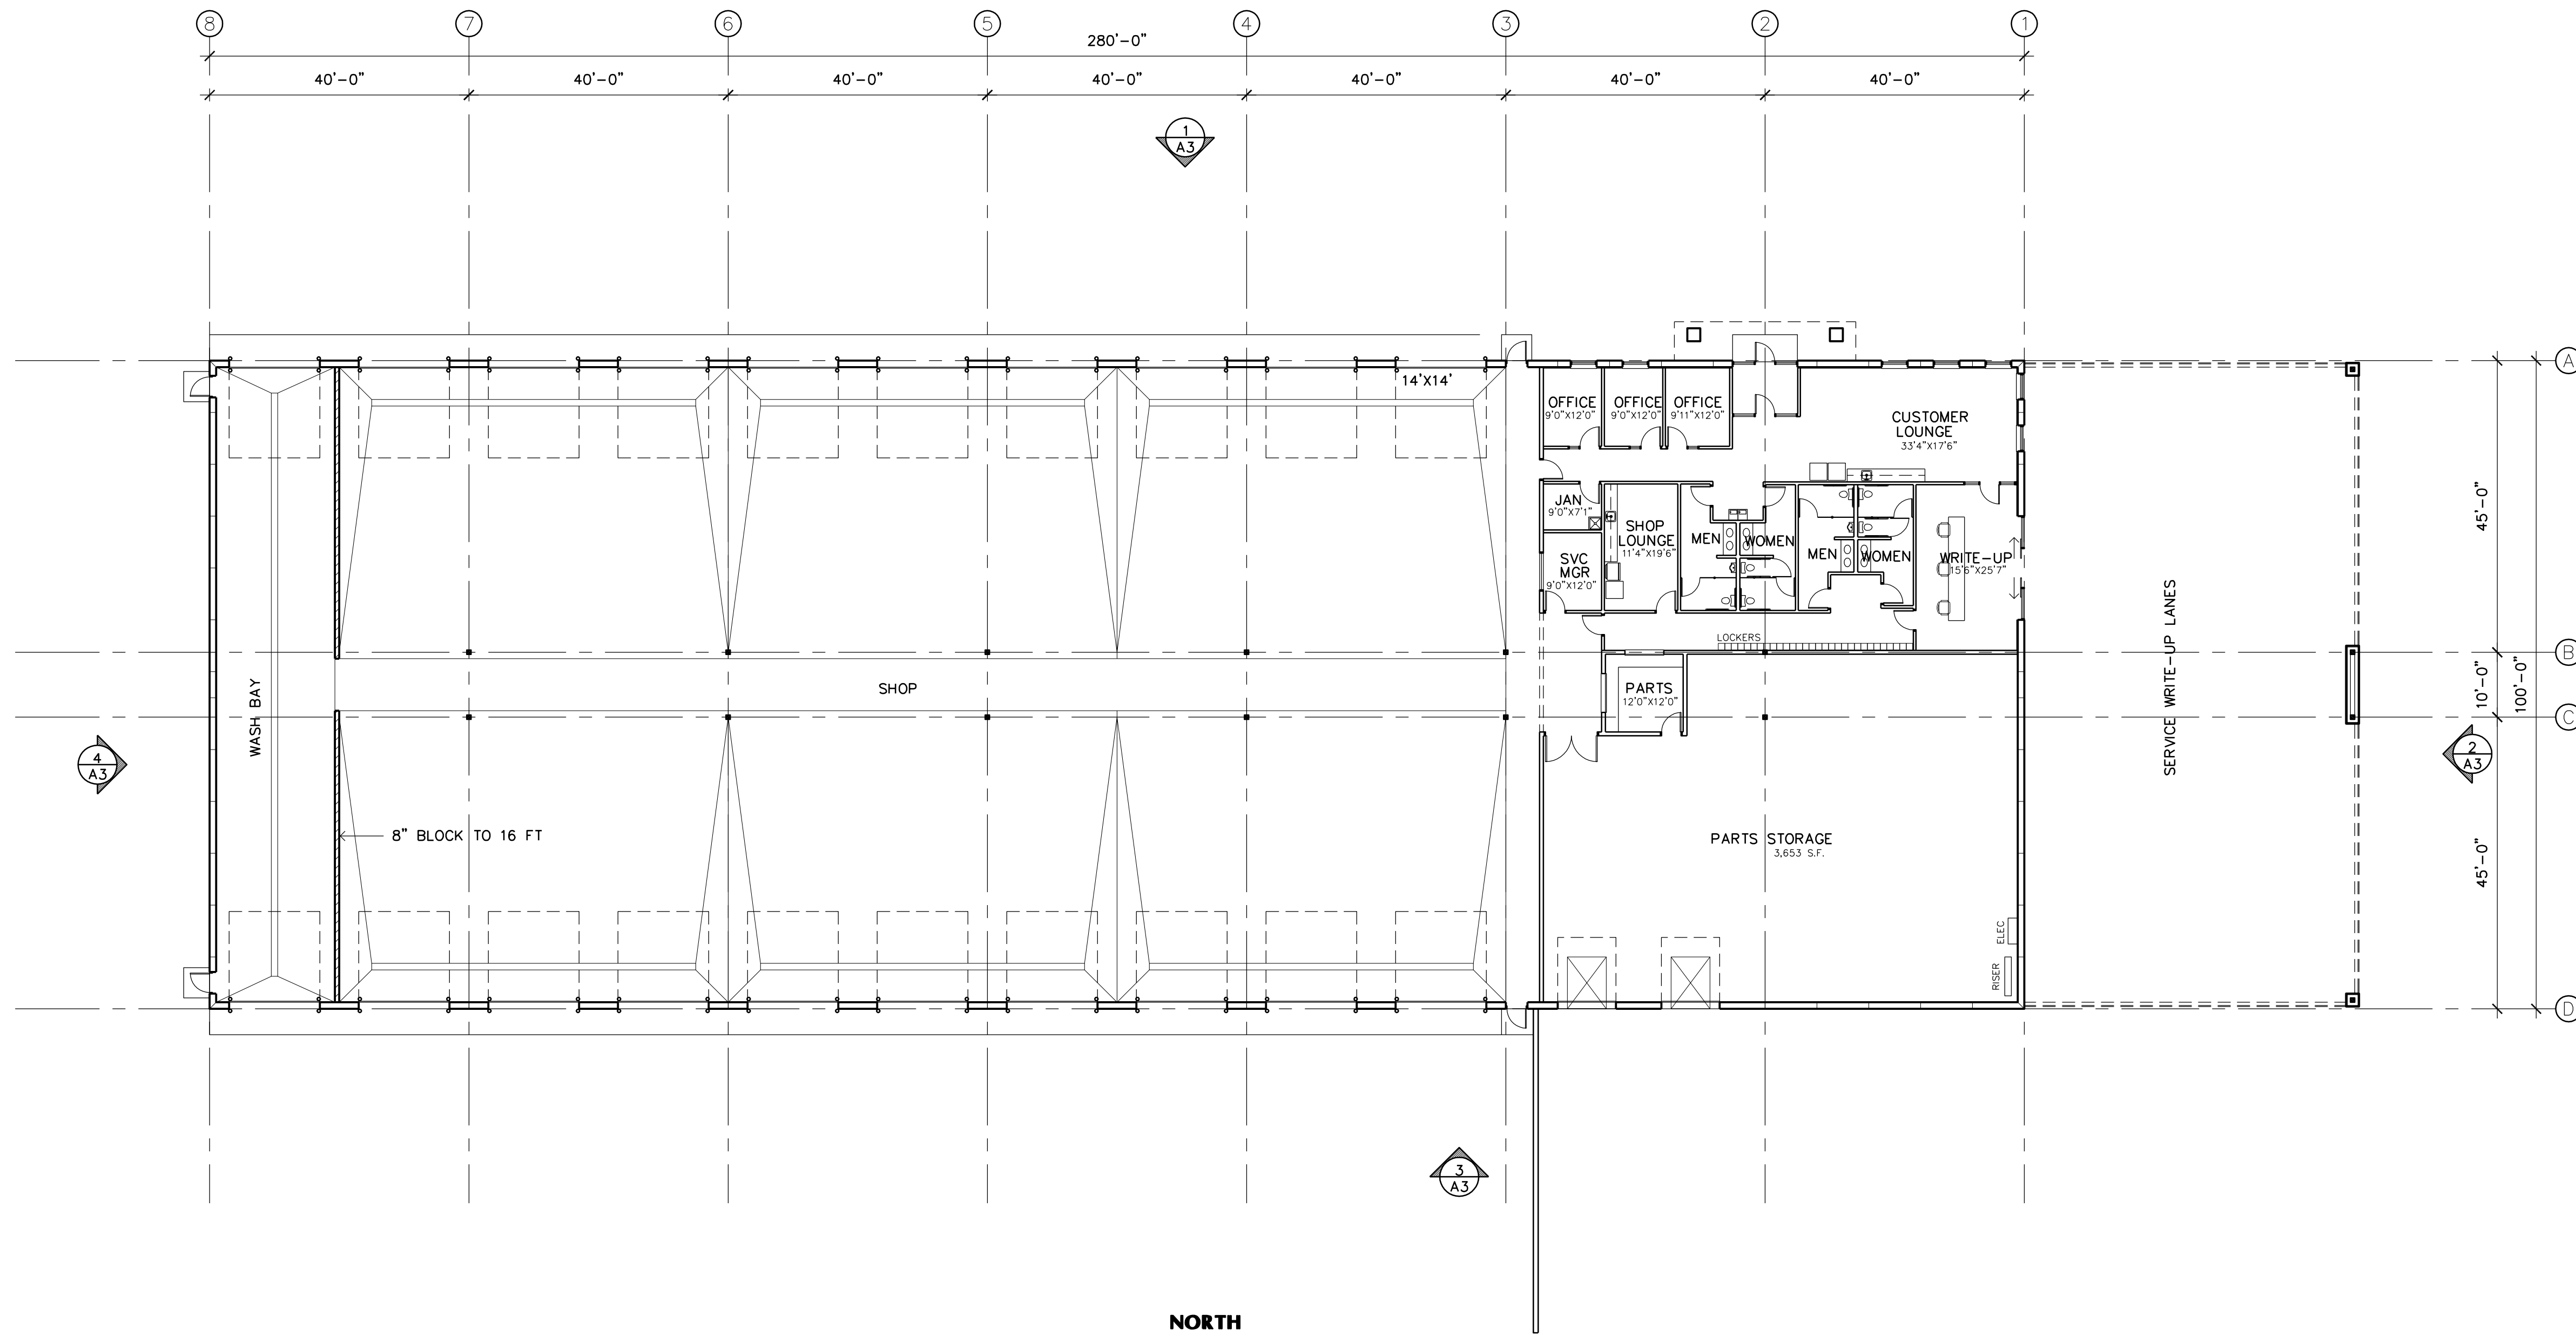 8
7
6
5
4
3
2
1
280'-0"
40'-0"
40'-0"
40'-0"
40'-0"
40'-0"
40'-0"
40'-0"
1
A3
A
14'X14'
OFFICE
9'0"X12'0"
OFFICE
9'0"X12'0"
OFFICE
9'11"X12'0"
CUSTOMER
LOUNGE
33'4"X17'6"
JAN
9'0"X7'1"
SHOP
LOUNGE
11'4"X19'6"
MEN
WOMEN
MEN
WOMEN
WRITE-UP
15'6"X25'7"
SVC
MGR
9'0"X12'0"
45'-0"
LOCKERS
B
SERVICE WRITE-UP LANES
WASH BAY
SHOP
PARTS
12'0"X12'0"
10'-0"
100'-0"
C
4
A3
2
A3
8" BLOCK TO 16 FT
PARTS STORAGE
3,653 S.F.
45'-0"
ELEC
RISER
D
3
A3
NORTH